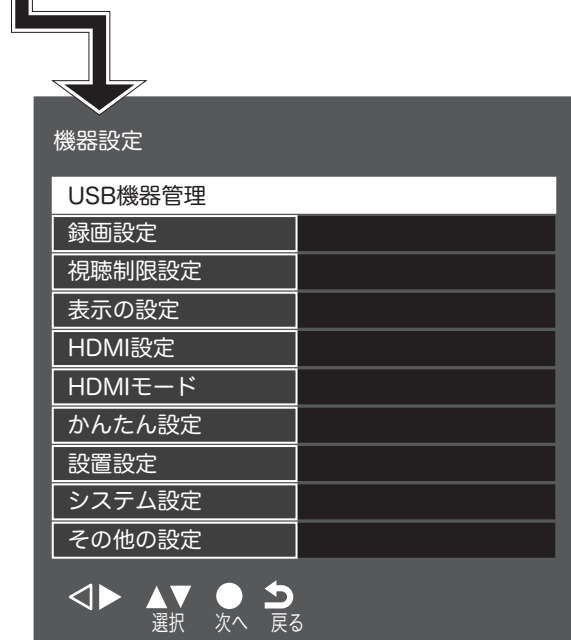 機器設定
USB機器管理
録画設定
視聴制限設定
表示の設定
HDMI設定
HDMIモード
かんたん設定
設置設定
システム設定
その他の設定
選択 次へ 戻る